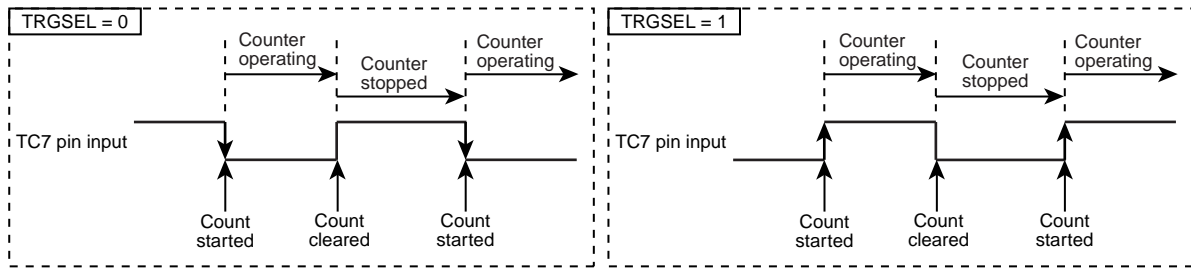 TRGSEL = 0
Counter
operating
Counter
operating
Counter
stopped
TC7 pin input
Count
started
Count
cleared
Count
started
TRGSEL = 1
Counter
operating
Counter
operating
Counter
stopped
TC7 pin input
Count
started
Count
cleared
Count
started